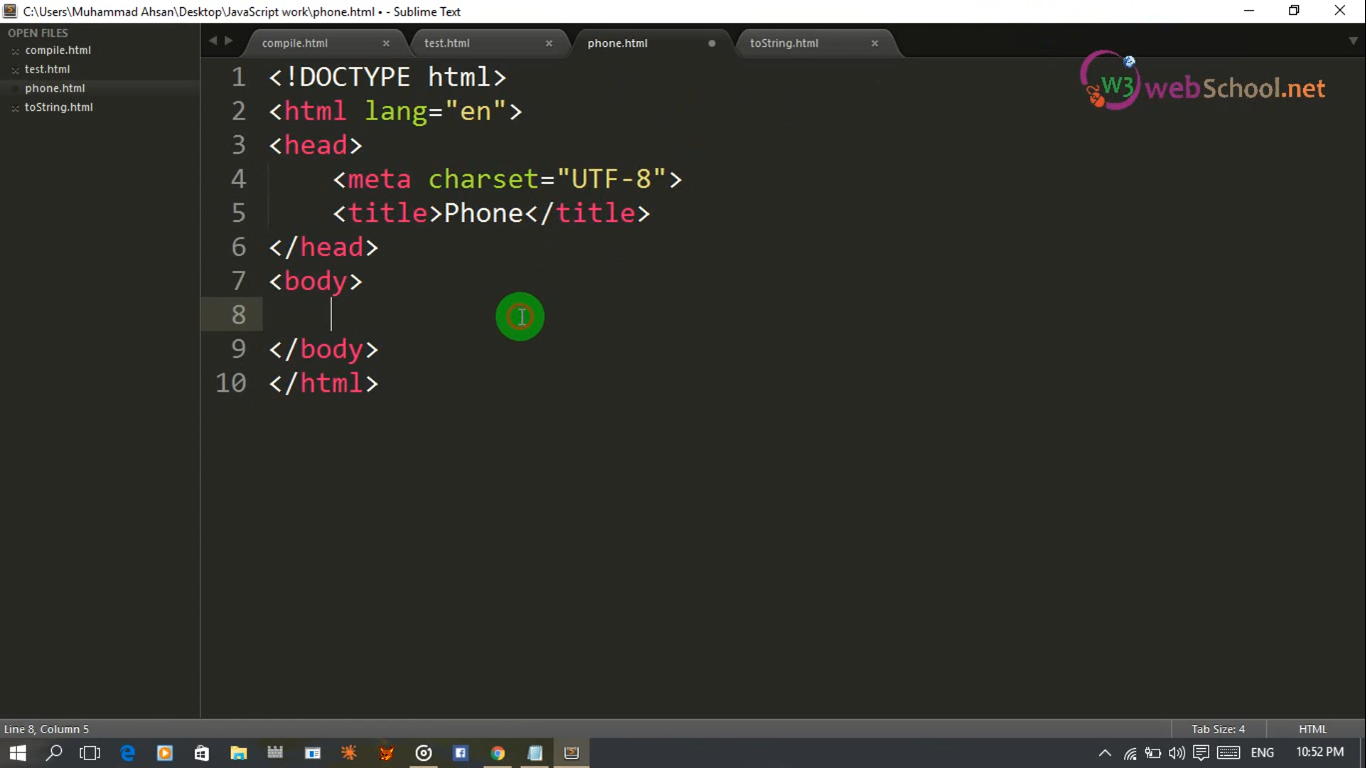 C:\Users\Muhammad Ahsan\Desktop\JavaScript work\phone.html • - Sublime Text
OPEN FILES
compile.html
test.html
phone.html
toString.html
compile.html test.html phone.html toString.html
W3 webSchool.net
1 <!DOCTYPE html>
2 <html lang="en">
3 <head>
4 <meta charset="UTF-8">
5 <title>Phone</title>
6 </head>
7 <body>
8
9 </body>
10 </html>
Line 8, Column 5 Tab Size: 4 HTML
ENG 10:52 PM